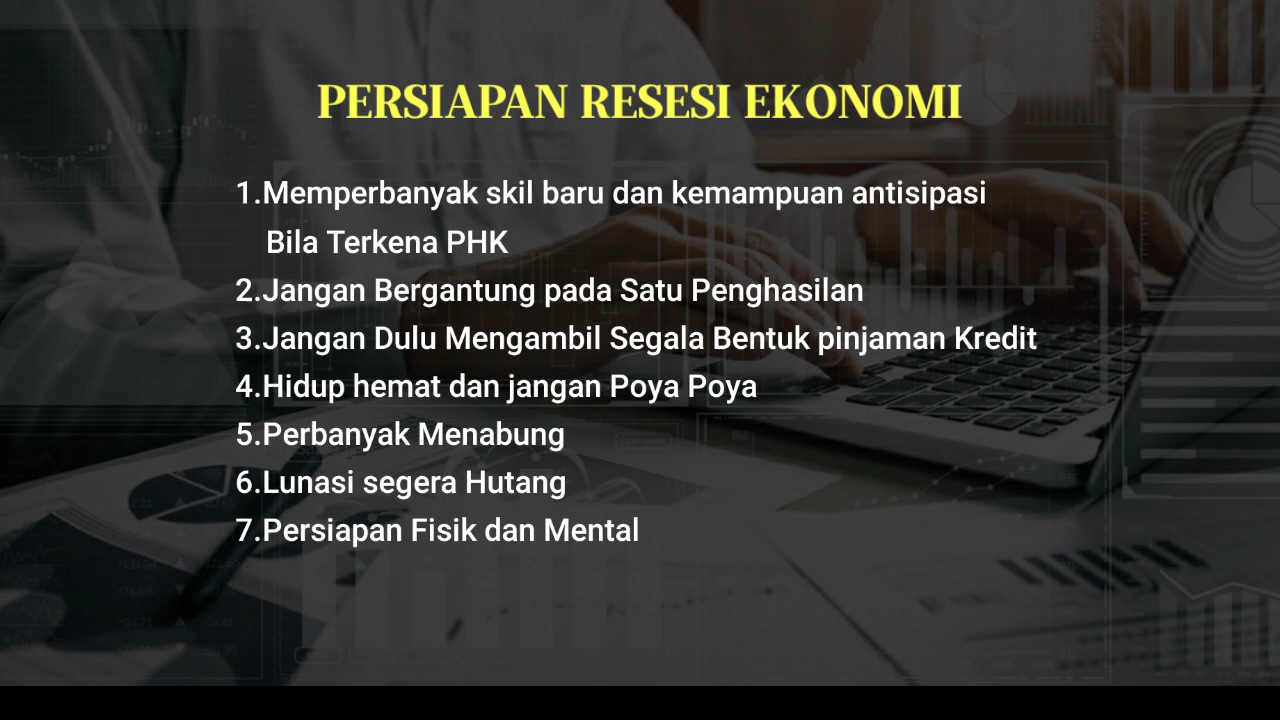 PERSIAPAN RESESI EKONOMI
1.Memperbanyak skil baru dan kemampuan antisipasi
Bila Terkena PHK
2.Jangan Bergantung pada Satu Penghasilan
3.Jangan Dulu Mengambil Segala Bentuk pinjaman Kredit
4.Hidup hemat dan jangan Poya Poya
5.Perbanyak Menabung
6.Lunasi segera Hutang
7.Persiapan Fisik dan Mental